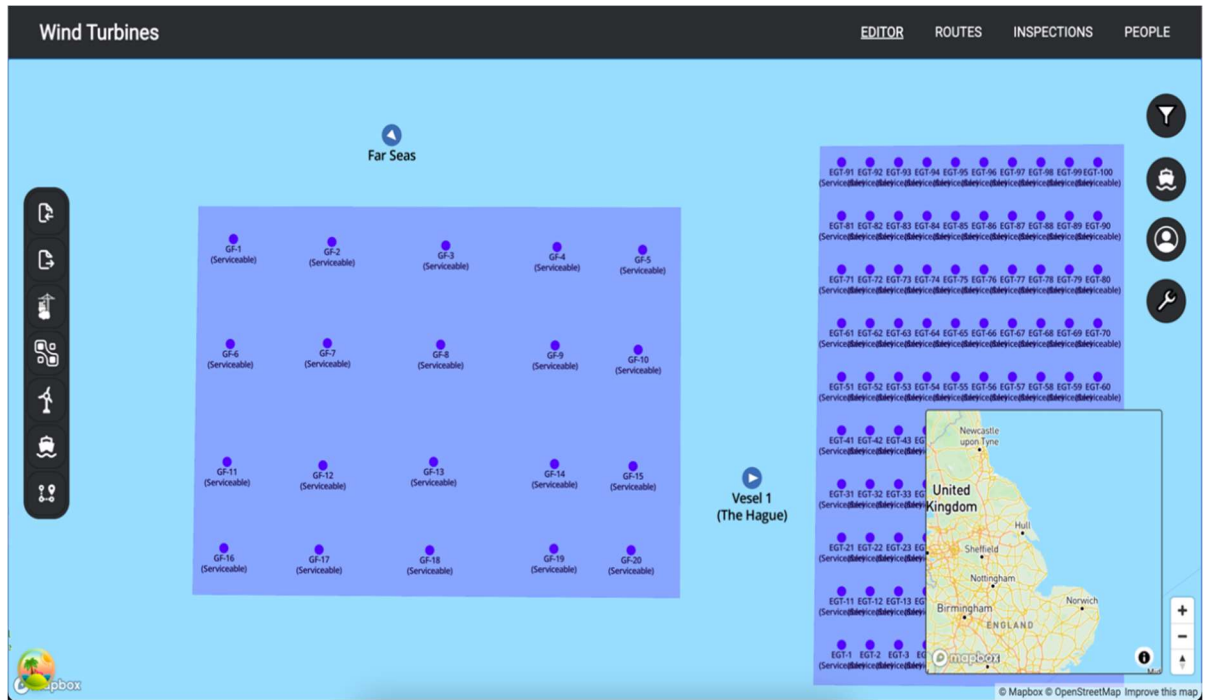 Wind Turbines
EDITOR ROUTES INSPECTIONS PEOPLE
Far Seas
GF-1 GF-2 GF-3 GF-4 GF-5
(Serviceable) (Serviceable) (Serviceable) (Serviceable) (Serviceable)
GF-6 GF-7 GF-8 GF-9 GF-10
(Serviceable) (Serviceable) (Serviceable) (Serviceable) (Serviceable)
GF-11 GF-12 GF-13 GF-14 GF-15
(Serviceable) (Serviceable) (Serviceable) (Serviceable) (Serviceable)
GF-16 GF-17 GF-18 GF-19 GF-20
(Serviceable) (Serviceable) (Serviceable) (Serviceable) (Serviceable)
Vesel 1
(The Hague)
EGT-91 EGT-92 EGT-93 EGT-94 EGT-95 EGT-96 EGT-97 EGT-98 EGT-99 EGT-100
EGT-81 EGT-82 EGT-83 EGT-84 EGT-85 EGT-86 EGT-87 EGT-88 EGT-89 EGT-90
EGT-71 EGT-72 EGT-73 EGT-74 EGT-75 EGT-76 EGT-77 EGT-78 EGT-79 EGT-80
EGT-61 EGT-62 EGT-63 EGT-64 EGT-65 EGT-66 EGT-67 EGT-68 EGT-69 EGT-70
EGT-51 EGT-52 EGT-53 EGT-54 EGT-55 EGT-56 EGT-57 EGT-58 EGT-59 EGT-60
EGT-41 EGT-42 EGT-43
EGT-31 EGT-32 EGT-33
EGT-21 EGT-22 EGT-23
EGT-11 EGT-12 EGT-13
EGT-1 EGT-2 EGT-3
Newcastle
upon Tyne
United
Kingdom
Hull
Sheffield
Nottingham
Norwich
Birmingham
ENGLAND
mapbox
© Mapbox © OpenStreetMap Improve this map